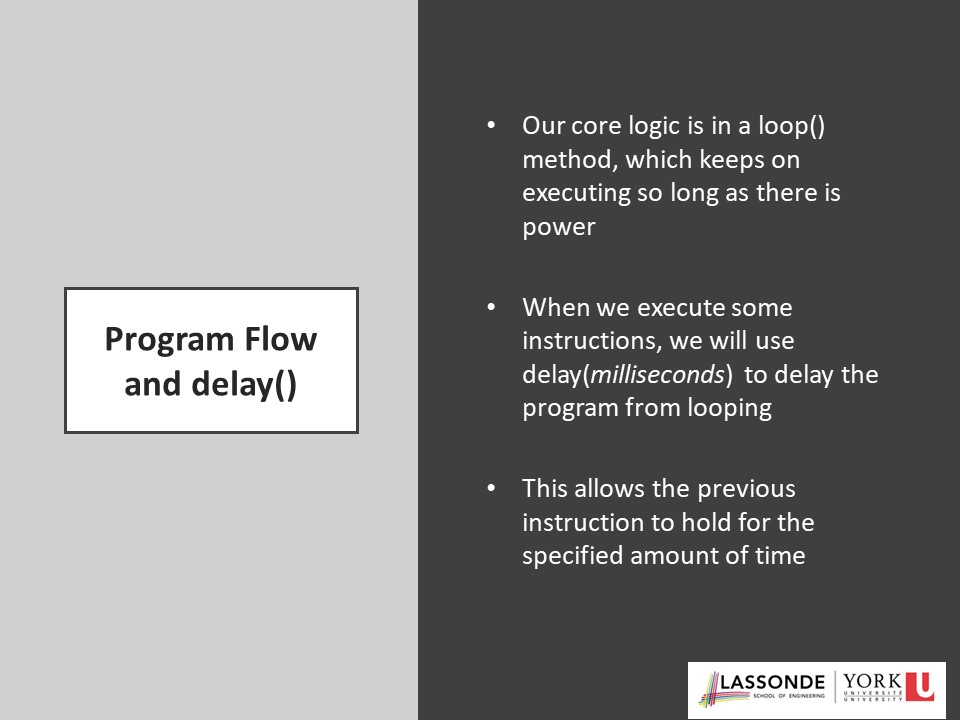 Program Flow
and delay()
• Our core logic is in a loop()
method, which keeps on
executing so long as there is
power
• When we execute some
instructions, we will use
delay(milliseconds) to delay the
program from looping
• This allows the previous
instruction to hold for the
specified amount of time
LASSONDE
SCHOOL OF ENGINEERING
YORK U
UNIVERSITÉ
UNIVERSITY